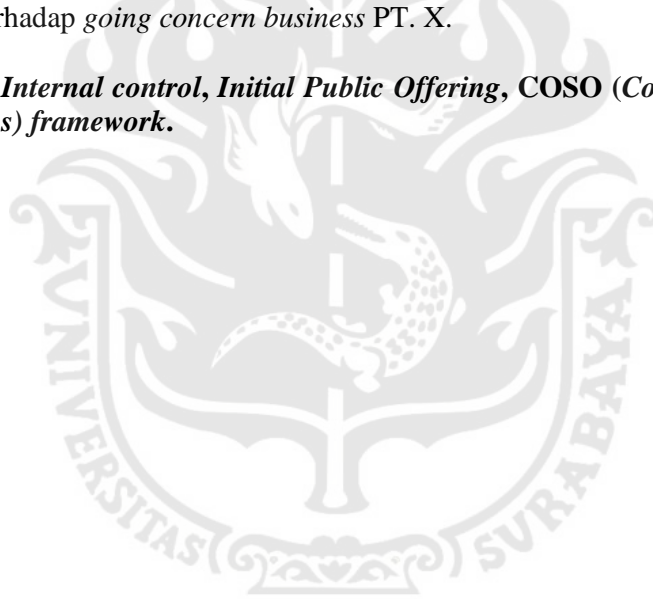 rhadap going concern business PT. X.
Internal control, Initial Public Offering, COSO (Co
s) framework.
UNIVERSITAS SURABAYA